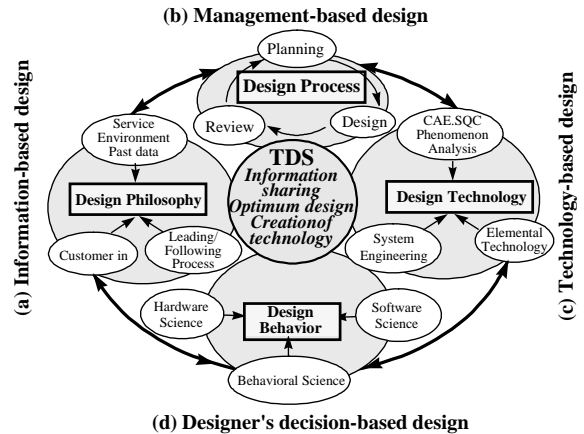 (b) Management-based design
Planning
Design Process
Review
Design
(a) Information-based design
Service
Environment
Past data
Design Philosophy
Customer in
Leading/
Following
Process
TDS
Information
sharing
Optimum design
Creationof
technology
CAE.SQC
Phenomenon
Analysis
Design Technology
System
Engineering
Elemental
Technology
(c) Technology-based design
Hardware
Science
Design
Behavior
Software
Science
Behavioral Science
(d) Designer's decision-based design